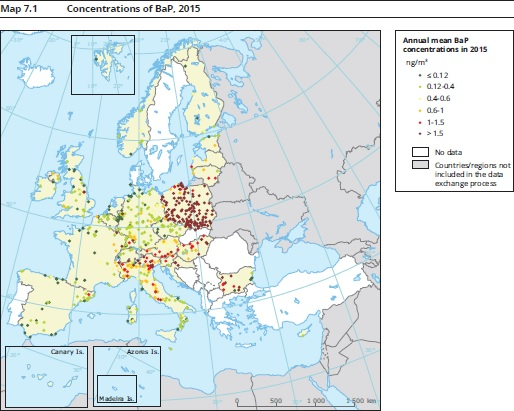 Map 7.1 Concentrations of BaP, 2015
Annual mean BaP
concentrations in 2015
ng/m³
≤ 0.12
0.12-0.4
0.4-0.6
0.6-1
1-1.5
> 1.5
No data
Countries/regions not
included in the data
exchange process
Canary Is.
Azores Is.
Madeira Is.
0 500 1 000 1 500 km